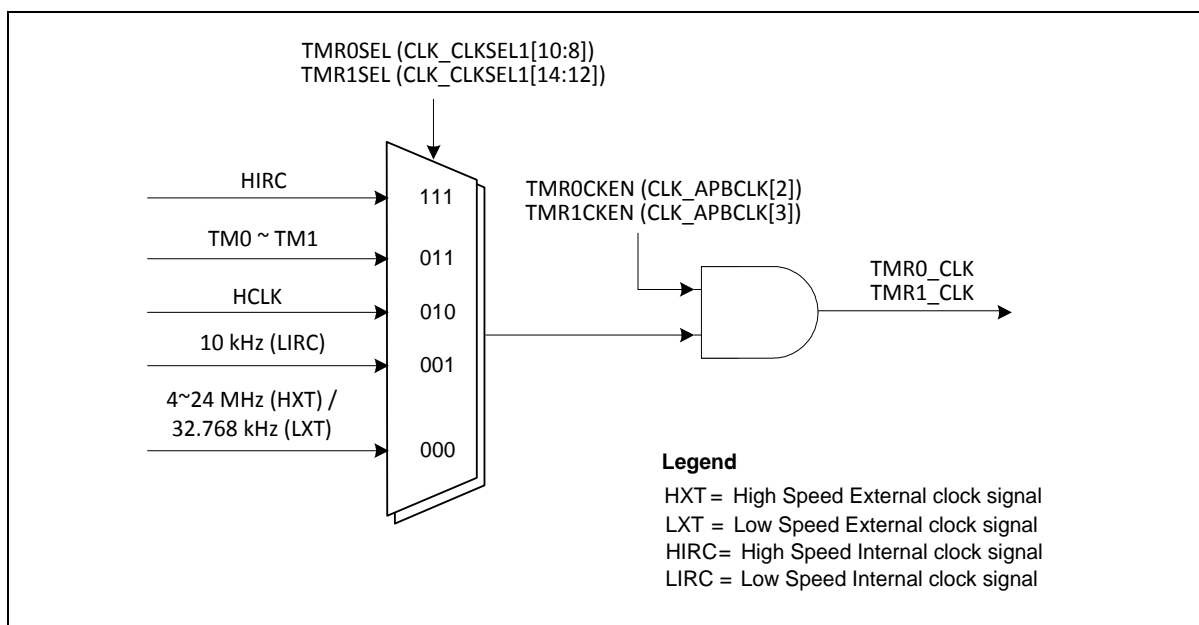 TMR0SEL (CLK_CLKSEL1[10:8])
TMR1SEL (CLK_CLKSEL1[14:12])
HIRC
111
TMR0CKEN (CLK_APBCLK[2])
TMR1CKEN (CLK_APBCLK[3])
TM0 ~ TM1
011
TMR0_CLK
TMR1_CLK
HCLK
010
10 kHz (LIRC)
001
4~24 MHz (HXT) /
32.768 kHz (LXT)
000
Legend
HXT = High Speed External clock signal
LXT = Low Speed External clock signal
HIRC= High Speed Internal clock signal
LIRC = Low Speed Internal clock signal